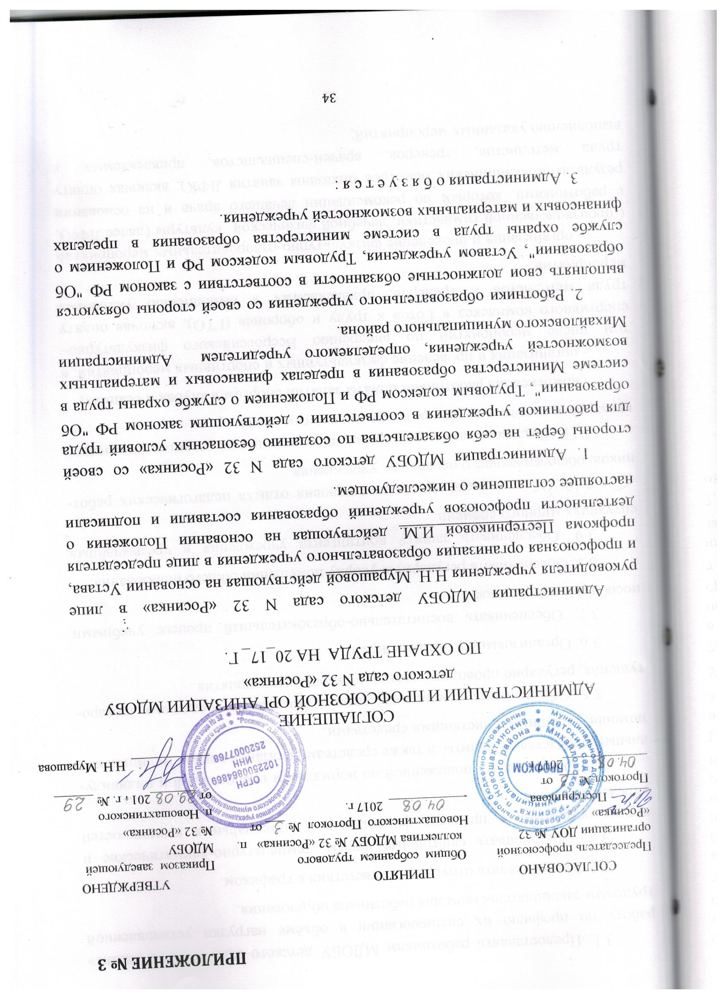 ПРИЛОЖЕНИЕ № 3
СОГЛАСОВАНО
Председатель профсоюзной
организации ДОУ № 32
«Росинка»
Пестерникова
Протокол № 8 от
04.08 2017 г
ПРИНЯТО
Общим собранием трудового
коллектива МДОБУ № 32 «Росинка» п.
Новошахтинского Протокол № 3 от
04.08 2017 г.
УТВЕРЖДЕНО
Приказом заведующей
МДОБУ
№ 32 «Росинка»
п. Новошахтинского
от 29.08 201 г. № 29
Н.Н. Мурашова
ПРОФКОМ
ОГРН
1022500864869
ИНН
2520007768
СОГЛАШЕНИЕ
АДМИНИСТРАЦИИ И ПРОФСОЮЗНОЙ ОРГАНИЗАЦИИ МДОБУ
детского сада N 32 «Росинка»
ПО ОХРАНЕ ТРУДА НА 20_17_ Г.
Администрация МДОБУ детского сада N 32 «Росинка» в лице
руководителя учреждения Н.Н. Мурашовой действующая на основании Устава,
и профсоюзная организация образовательного учреждения в лице председателя
профкома Пестерниковой И.М. действующая на основании Положения о
деятельности профсоюзов учреждений образования составили и подписали
настоящее соглашение о нижеследующем.
1. Администрация МДОБУ детского сада N 32 «Росинка» со своей
стороны берёт на себя обязательства по созданию безопасных условий труда
для работников учреждения в соответствии с действующим законом РФ "Об
образовании", Трудовым кодексом РФ и Положением о службе охраны труда в
системе Министерства образования в пределах финансовых и материальных
возможностей учреждения, определяемого учредителем Администрации
Михайловского муниципального района.
2. Работники образовательного учреждения со своей стороны обязуются
выполнять свои должностные обязанности в соответствии с законом РФ "Об
образовании", Уставом учреждения, Трудовым кодексом РФ и Положением о
службе охраны труда в системе министерства образования в пределах
финансовых и материальных возможностей учреждения.
3. Администрация о б я з у е т с я :
34